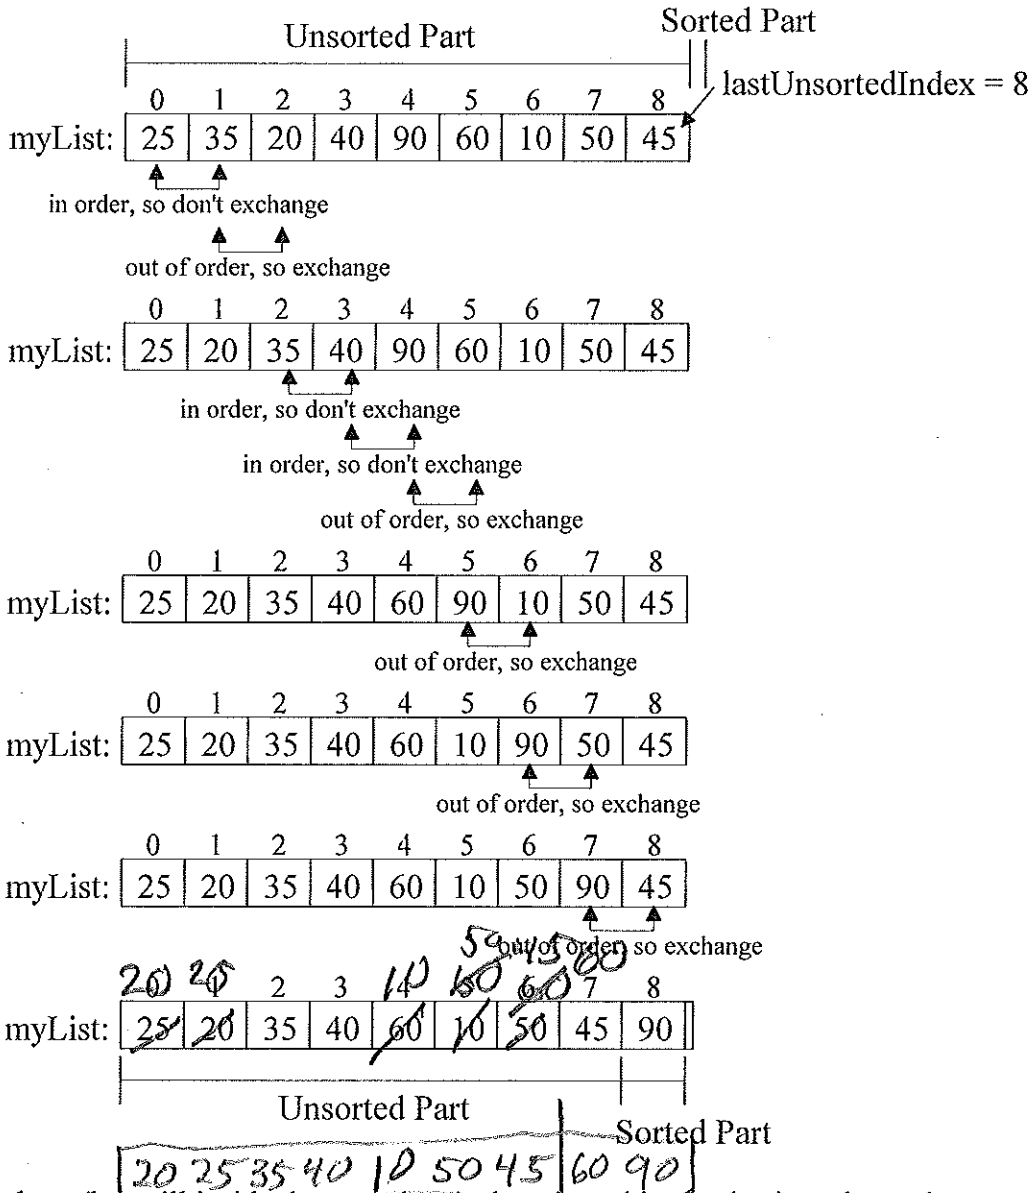 Unsorted Part Sorted Part
lastUnsortedIndex = 8
0 1 2 3 4 5 6 7 8
myList: 25 35 20 40 90 60 10 50 45
in order, so don't exchange
out of order, so exchange
0 1 2 3 4 5 6 7 8
myList: 25 20 35 40 90 60 10 50 45
in order, so don't exchange
in order, so don't exchange
out of order, so exchange
0 1 2 3 4 5 6 7 8
myList: 25 20 35 40 60 90 10 50 45
out of order, so exchange
0 1 2 3 4 5 6 7 8
myList: 25 20 35 40 60 10 90 50 45
out of order, so exchange
0 1 2 3 4 5 6 7 8
myList: 25 20 35 40 60 10 50 90 45
out of order, so exchange
50 45 60
20 25 2 3 10 60 60 7 8
myList: 25 20 35 40 60 10 50 45 90
Unsorted Part
Sorted Part
20 25 35 40 10 50 45 60 90